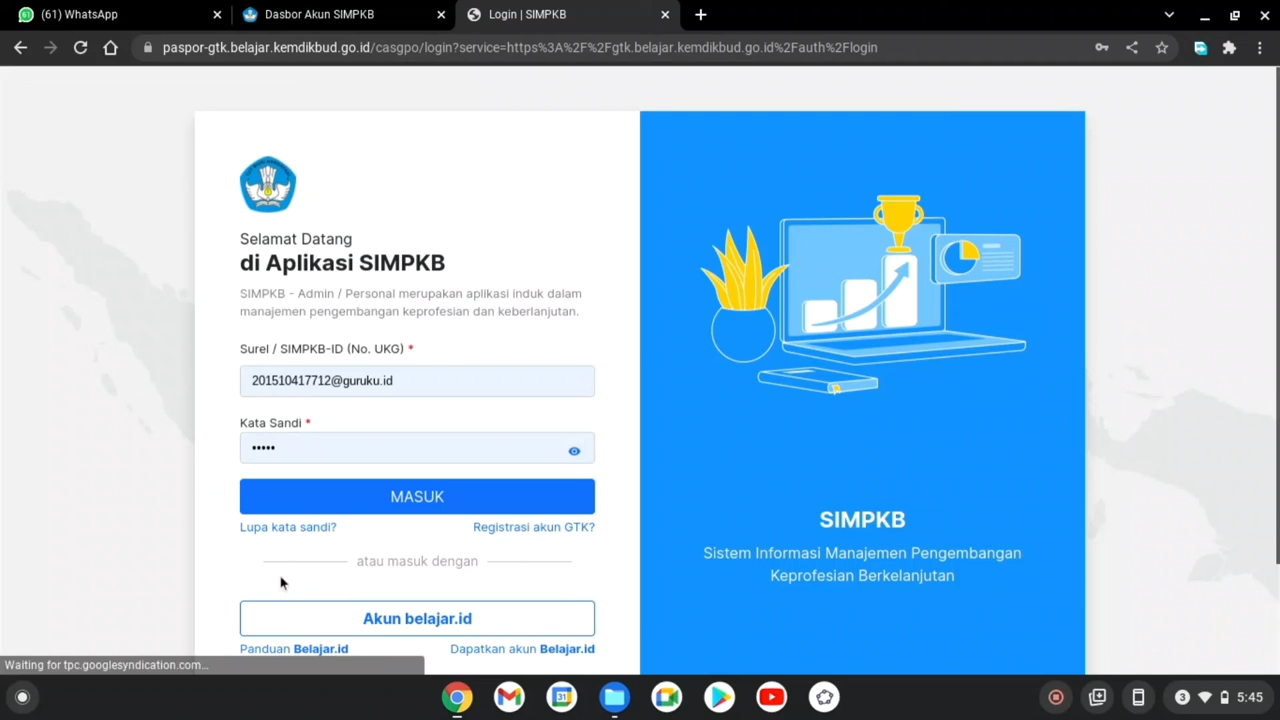 (61) WhatsApp
Dasbor Akun SIMPKB
Login | SIMPKB
paspor-gtk.belajar.kemdikbud.go.id/casgpo/login?service=https%3A%2F%2Fgtk.belajar.kemdikbud.go.id%2Fauth%2Flogin
Selamat Datang
di Aplikasi SIMPKB
SIMPKB - Admin / Personal merupakan aplikasi induk dalam
manajemen pengembangan keprofesian dan keberlanjutan.
Surel / SIMPKB-ID (No. UKG) *
201510417712@guruku.id
Kata Sandi *
•••••
MASUK
Lupa kata sandi?
Registrasi akun GTK?
atau masuk dengan
Akun belajar.id
Panduan Belajar.id
Dapatkan akun Belajar.id
SIMPKB
Sistem Informasi Manajemen Pengembangan
Keprofesian Berkelanjutan
Waiting for tpc.googlesyndication.com...
31
3
5:45